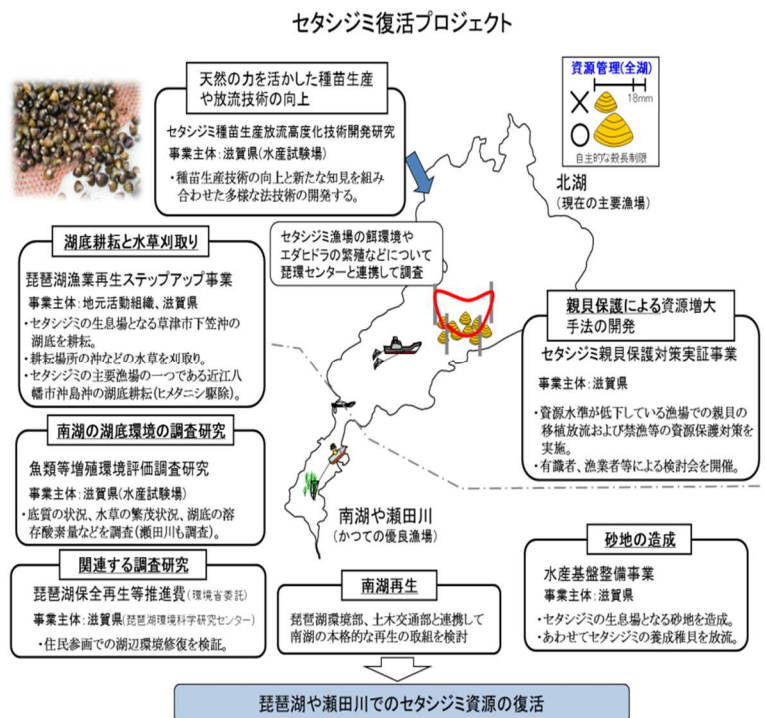 セタシジミ復活プロジェクト
天然の力を活かした種苗生産
や放流技術の向上
セタシジミ種苗生産放流高度化技術開発研究
事業主体：滋賀県(水産試験場)
・種苗生産技術の向上と新たな知見を組み
合わせた多様な法技術の開発する。
資源管理(全湖)
18mm
自主的な殻長制限
北湖
(現在の主要漁場)
セタシジミ漁場の餌環境や
エダヒドラの繁殖などについて
琵環センターと連携して調査
湖底耕耘と水草刈取り
琵琶湖漁業再生ステップアップ事業
事業主体：地元活動組織、滋賀県
・セタシジミの生息場となる草津市下笠沖の
湖底を耕耘。
・耕耘場所の沖などの水草を刈取り。
・セタシジミの主要漁場の一つである近江八
幡市沖島沖の湖底耕耘(ヒメタニシ駆除)。
親貝保護による資源増大
手法の開発
セタシジミ親貝保護対策実証事業
事業主体：滋賀県
・資源水準が低下している漁場での親貝の
移植放流および禁漁等の資源保護対策を
実施。
・有識者、漁業者等による検討会を開催。
南湖の湖底環境の調査研究
魚類等増殖環境評価調査研究
事業主体：滋賀県(水産試験場)
・底質の状況、水草の繁茂状況、湖底の溶
存酸素量などを調査(瀬田川も調査)。
南湖や瀬田川
(かつての優良漁場)
関連する調査研究
琵琶湖保全再生等推進費(環境省委託)
事業主体：滋賀県(琵琶湖環境科学研究センター)
・住民参画での湖辺環境修復を検証。
南湖再生
琵琶湖環境部、土木交通部と連携して
南湖の本格的な再生の取組を検討
砂地の造成
水産基盤整備事業
事業主体：滋賀県
・セタシジミの生息場となる砂地を造成。
・あわせてセタシジミの養成稚貝を放流。
琵琶湖や瀬田川でのセタシジミ資源の復活